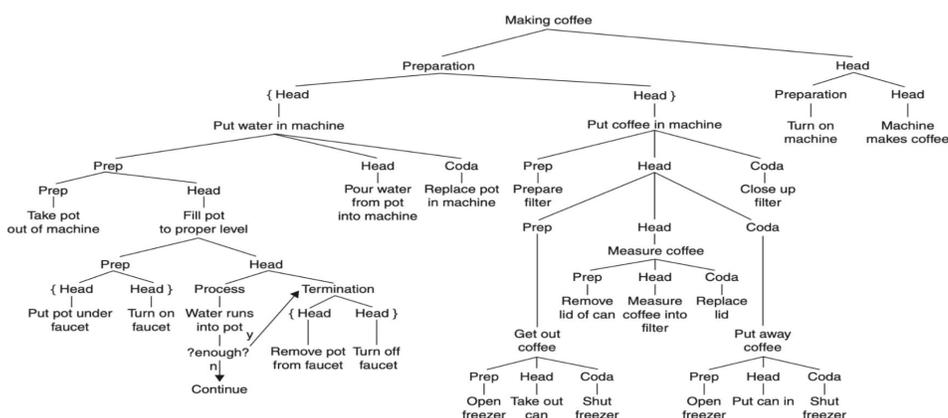 Making coffee
Preparation
Head
{ Head
Head }
Preparation
Head
Put water in machine
Put coffee in machine
Turn on
machine
Machine
makes coffee
Prep
Head
Coda
Prep
Head
Coda
Prep
Head
Pour water
from pot
into machine
Replace pot
in machine
Prepare
filter
Close up
filter
Take pot
out of machine
Fill pot
to proper level
Prep
Head
Coda
Measure coffee
Prep
Head
Prep
Head
Coda
{ Head
Head }
Process
Termination
Remove
lid of can
Measure
coffee into
filter
Replace
lid
Put pot under
faucet
Turn on
faucet
Water runs
into pot
{ Head
Head }
y
?enough?
Remove pot
from faucet
Turn off
faucet
n
Continue
Get out
coffee
Put away
coffee
Prep
Head
Coda
Prep
Head
Coda
Open
freezer
Take out
can
Shut
freezer
Open
freezer
Put can in
Shut
freezer